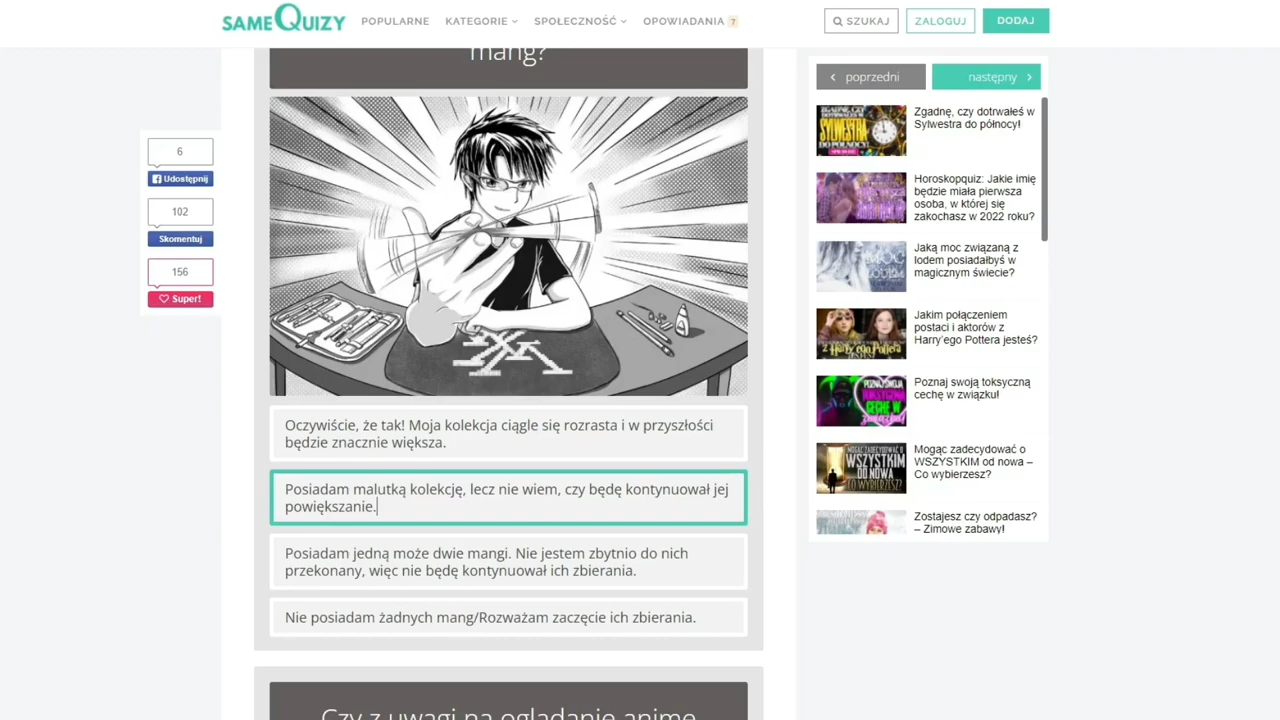 SAMEQUIZY
POPULARNE
KATEGORIE
SPOŁECZNOŚĆ
OPOWIADANIA 7
SZUKAJ
ZALOGUJ
DODAJ
mang?
6
Udostępnij
102
Skomentuj
156
Super!
Oczywiście, że tak! Moja kolekcja ciągle się rozrasta i w przyszłości
będzie znacznie większa.
Posiadam malutką kolekcję, lecz nie wiem, czy będę kontynuował jej
powiększanie.
Posiadam jedną może dwie mangi. Nie jestem zbytnio do nich
przekonany, więc nie będę kontynuował ich zbierania.
Nie posiadam żadnych mang/Rozważam zaczęcie ich zbierania.
Czy z uwagi na oglądanie anime
poprzedni
następny
Zgadnę, czy dotrwałeś w
Sylwestra do północy!
Horoskopquiz: Jakie imię
będzie miała pierwsza
osoba, w której się
zakochasz w 2022 roku?
Jaką moc związaną z
lodem posiadałbyś w
magicznym świecie?
Jakim połączeniem
postaci i aktorów z
Harry'ego Pottera jesteś?
Poznaj swoją toksyczną
cechę w związku!
Mogąc zadecydować o
WSZYSTKIM od nowa –
Co wybierzesz?
Zostajesz czy odpadasz?
– Zimowe zabawy!